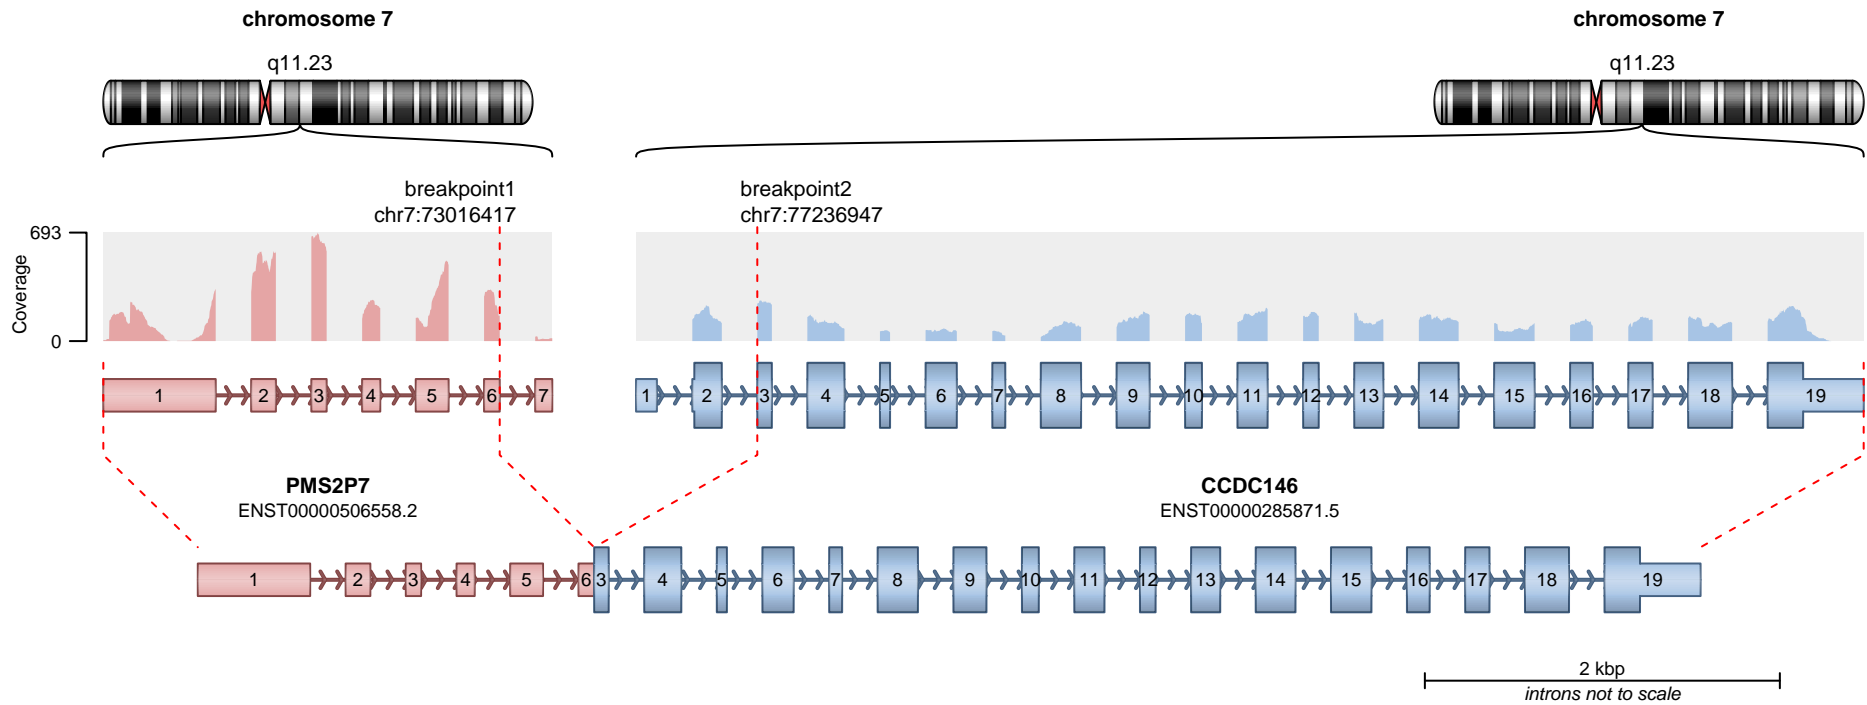 chromosome 7
chromosome 7
q11.23
q11.23
breakpoint1
chr7:73016417
breakpoint2
chr7:77236947
693
Coverage
0
1 2 3 4 5 6 7
1 2 3 4 5 6 7 8 9 10 11 12 13 14 15 16 17 18 19
PMS2P7
ENST00000506558.2
CCDC146
ENST00000285871.5
1 2 3 4 5 6 3 4 5 6 7 8 9 10 11 12 13 14 15 16 17 18 19
2 kbp
introns not to scale